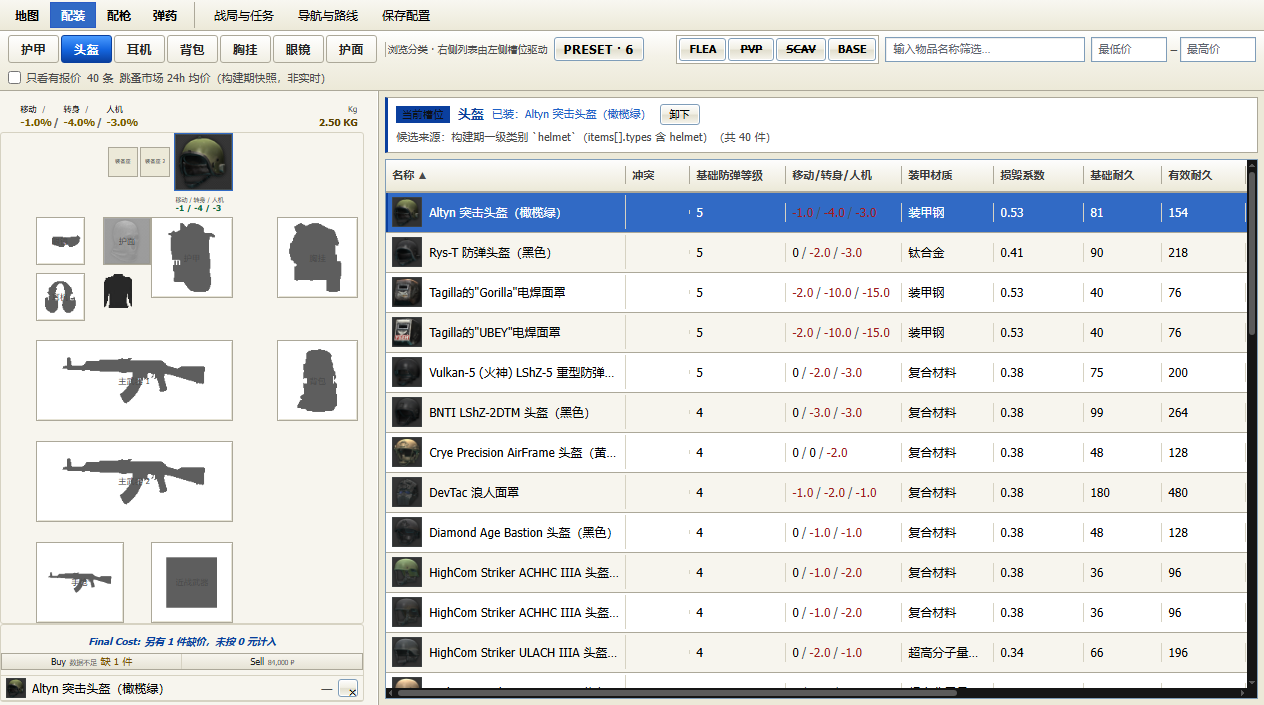 地图 配装 配枪 弹药 战局与任务 导航与路线 保存配置
护甲 头盔 耳机 背包 胸挂 眼镜 护面 浏览分类 · 右侧列表由左侧槽位驱动 PRESET · 6 FLEA PVP SCAV BASE 输入物品名称筛选... 最低价 – 最高价
只看有报价 40 条 跳蚤市场 24h 均价（构建期快照，非实时）
移动 / 转身 / 人机 Kg
-1.0% / -4.0% / -3.0% 2.50 KG
移动 / 转身 / 人机
-1 / -4 / -3
护面
Final Cost: 另有 1 件缺价，未按 0 元计入
Buy 数据不足 缺 1 件 Sell 84,000 ₽
Altyn 突击头盔（橄榄绿） —
当前槽位 头盔 已装：Altyn 突击头盔（橄榄绿） 卸下
候选来源：构建期一级类别 `helmet`（items[].types 含 helmet）（共 40 件）
名称 ▲ 冲突 基础防弹等级 移动/转身/人机 装甲材质 损毁系数 基础耐久 有效耐久
Altyn 突击头盔（橄榄绿） 5 -1.0 / -4.0 / -3.0 装甲钢 0.53 81 154
Rys-T 防弹头盔（黑色） 5 0 / -2.0 / -3.0 钛合金 0.41 90 218
Tagilla的"Gorilla"电焊面罩 5 -2.0 / -10.0 / -15.0 装甲钢 0.53 40 76
Tagilla的"UBEY"电焊面罩 5 -2.0 / -10.0 / -15.0 装甲钢 0.53 40 76
Vulkan-5 (火神) LShZ-5 重型防弹... 5 0 / -2.0 / -3.0 复合材料 0.38 75 200
BNTI LShZ-2DTM 头盔（黑色） 4 0 / -3.0 / -3.0 复合材料 0.38 99 264
Crye Precision AirFrame 头盔（黄... 4 0 / 0 / -2.0 复合材料 0.38 48 128
DevTac 浪人面罩 4 -1.0 / -2.0 / -1.0 复合材料 0.38 180 480
Diamond Age Bastion 头盔（黑色） 4 0 / -1.0 / -1.0 复合材料 0.38 48 128
HighCom Striker ACHHC IIIA 头盔... 4 0 / -1.0 / -2.0 复合材料 0.38 36 96
HighCom Striker ACHHC IIIA 头盔... 4 0 / -1.0 / -2.0 复合材料 0.38 36 96
HighCom Striker ULACH IIIA 头盔... 4 0 / -2.0 / -1.0 超高分子量... 0.34 66 196